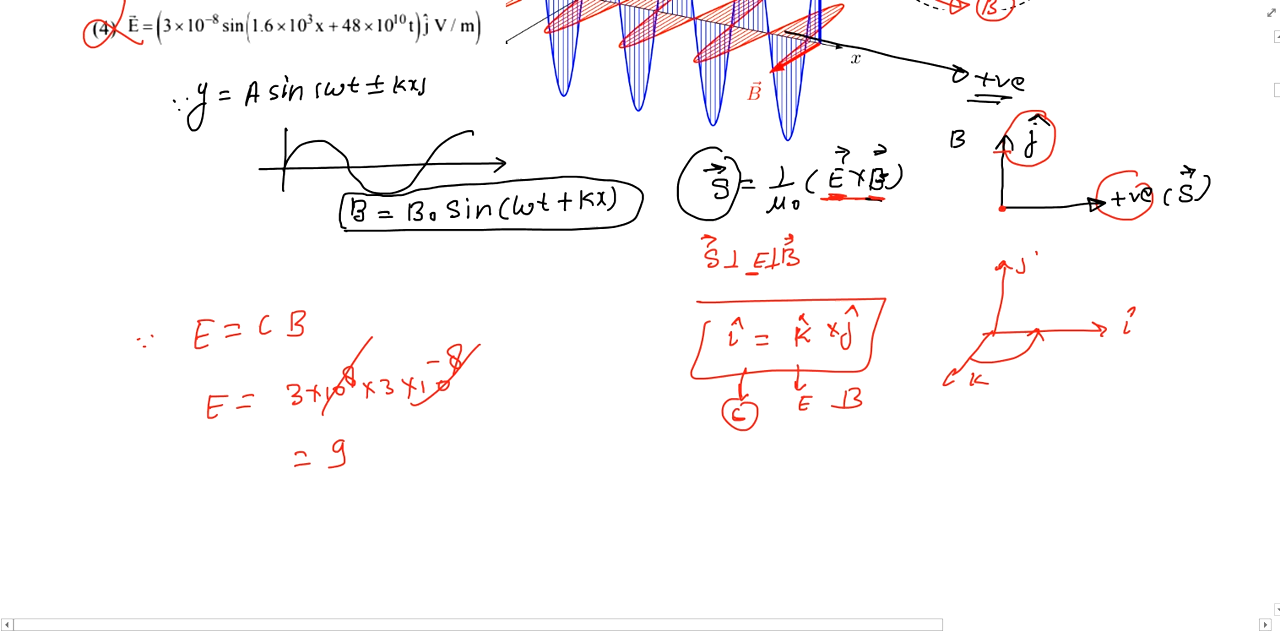 (4) E⃗ = (3×10⁻⁸ sin(1.6×10³x + 48×10¹⁰t) ĵ V / m)
B
x
B⃗
+ve
∵ y = A sin (ωt ± kx)
B = B₀ Sin(ωt + kx)
S⃗ = 1/μ₀ (E⃗ × B⃗)
B ĵ
+ve (S⃗)
S⃗ ⊥ E ⊥ B⃗
î = k̂ × ĵ
C E B
j
î
k
∵ E = C B
E = 3×10⁸ × 3×10⁻⁸
= 9